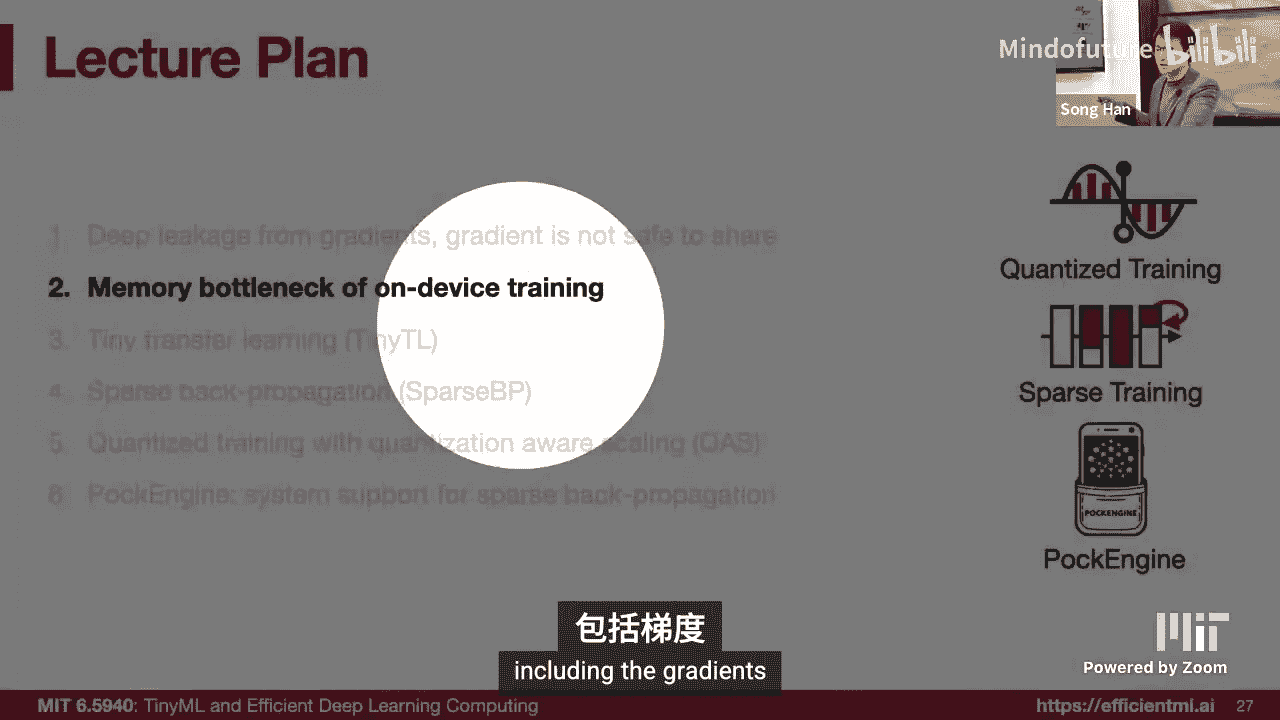 Lecture Plan
Mindofuture bilibili
Song Han
1. Deep leakage from gradients, gradient is not safe to share
2. Memory bottleneck of on-device training
3. Tiny transfer learning (TinyTL)
4. Sparse back-propagation (SparseBP)
5. Quantized training with quantization aware scaling (QAS)
6. PockEngine: system support for sparse back-propagation
Quantized Training
Sparse Training
POCKENGINE
PockEngine
包括梯度
including the gradients
MIT
Powered by Zoom
MIT 6.5940: TinyML and Efficient Deep Learning Computing
https://efficientml.ai
27